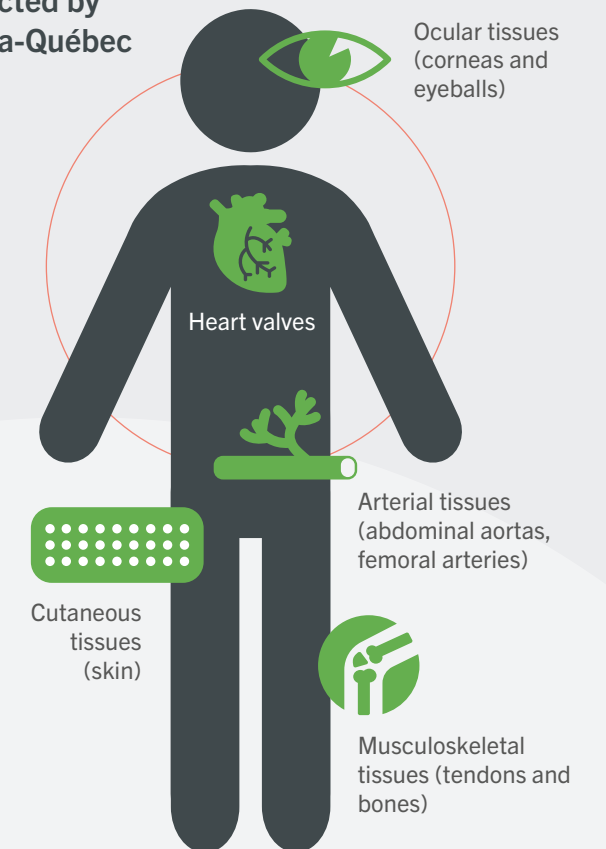 cted by
a-Québec
Ocular tissues
(corneas and
eyeballs)
Heart valves
Arterial tissues
(abdominal aortas,
femoral arteries)
Cutaneous
tissues
(skin)
Musculoskeletal
tissues (tendons and
bones)